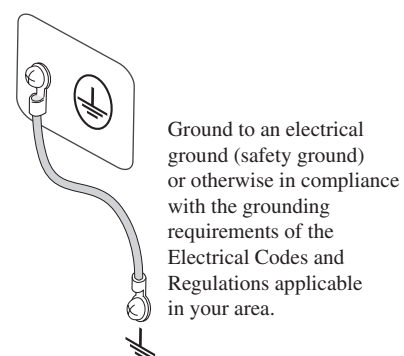 Ground to an electrical
ground (safety ground)
or otherwise in compliance
with the grounding
requirements of the
Electrical Codes and
Regulations applicable
in your area.